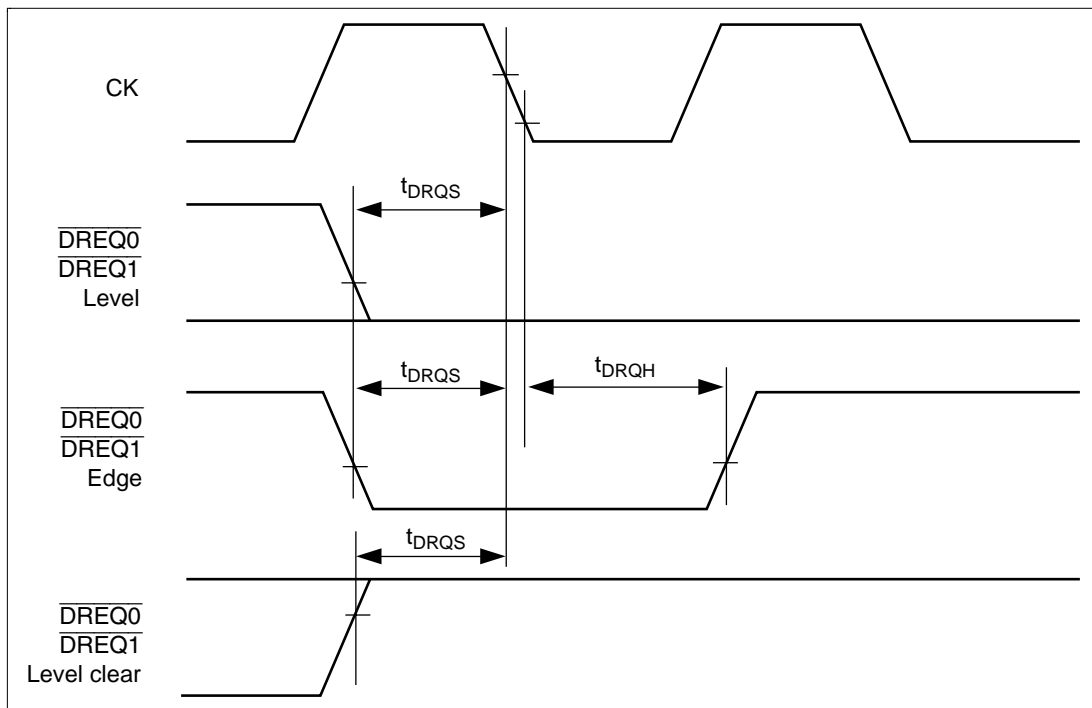 CK
tDRQS
DREQ0
DREQ1
Level
tDRQS
tDRQH
DREQ0
DREQ1
Edge
tDRQS
DREQ0
DREQ1
Level clear